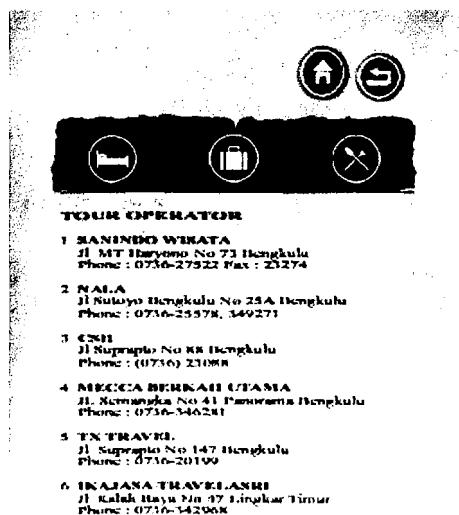 TOUR OPERATOR
1 SANINDO WISATA
Jl. MT Haryono No 73 Bengkulu
Phone : 0736-27522 Fax : 23274
2 NALA
Jl Sutoyo Bengkulu No 25A Bengkulu
Phone : 0736-25578, 349271
3 CSH
Jl Suprapto No 88 Bengkulu
Phone : (0736) 23088
4 MECCA BERKAH UTAMA
JL. Semangka No 41 Panorama Bengkulu
Phone : 0736-346281
5 TX TRAVEL
Jl. Suprapto No 147 Bengkulu
Phone : 0736-20199
6 IKAJASA TRAVEL ASRI
Jl Kalak Raya No 47 Lingkar Timur
Phone : 0736-342968